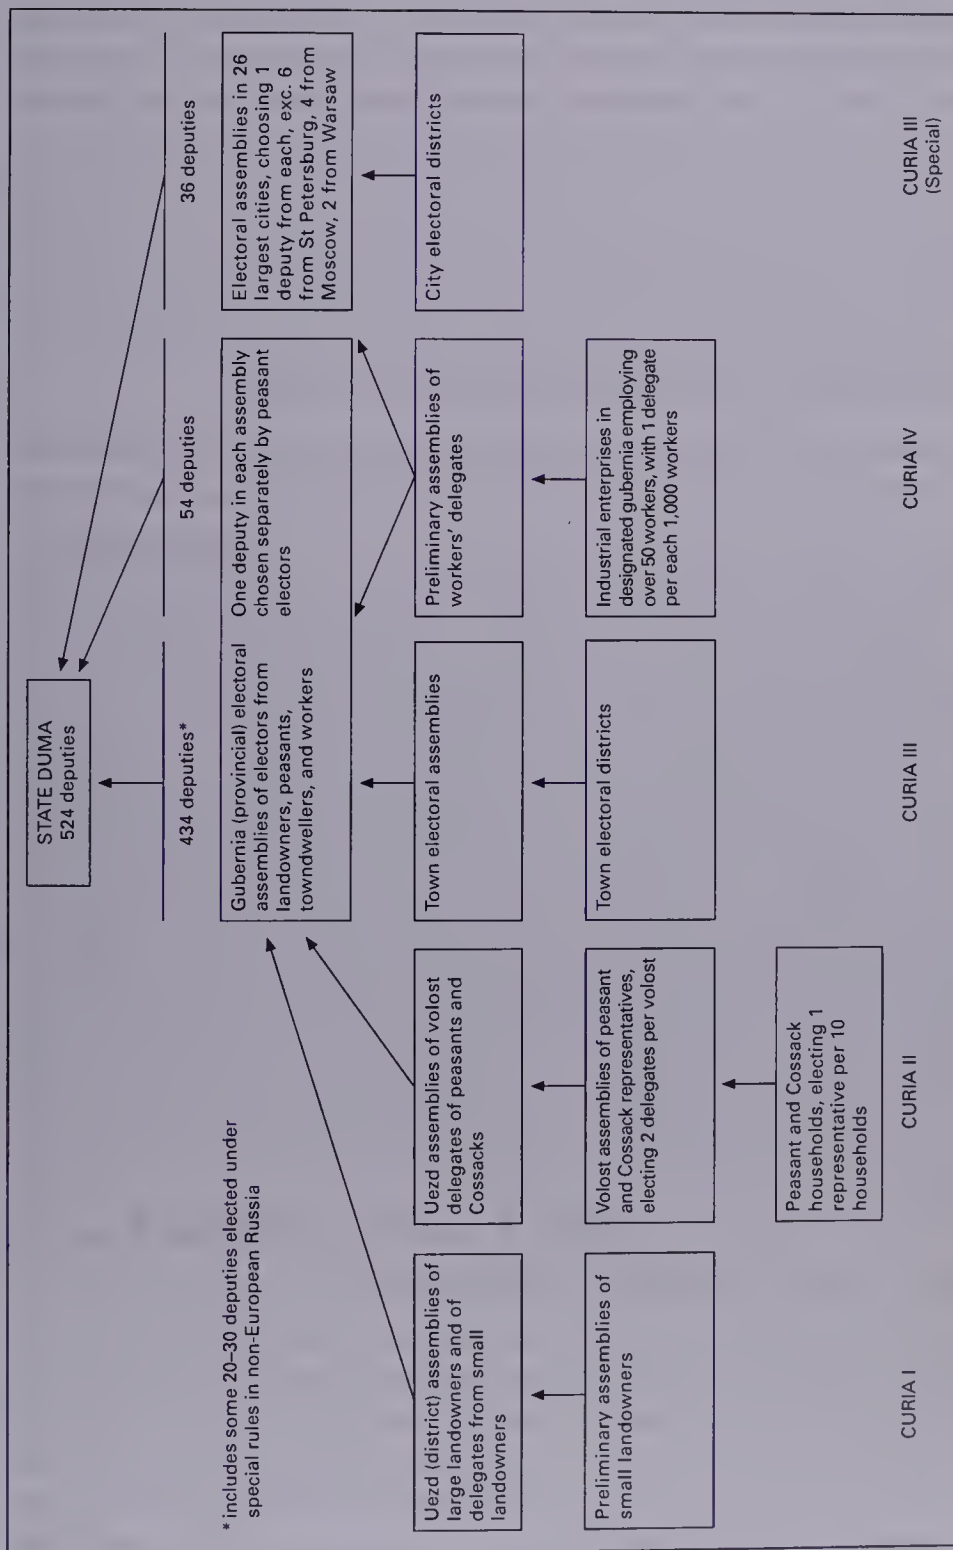 STATE DUMA
524 deputies
434 deputies*
54 deputies
36 deputies
* includes some 20–30 deputies elected under
special rules in non-European Russia
Gubernia (provincial) electoral
assemblies of electors from
landowners, peasants,
towndwellers, and workers
One deputy in each assembly
chosen separately by peasant
electors
Electoral assemblies in 26
largest cities, choosing 1
deputy from each, exc. 6
from St Petersburg, 4 from
Moscow, 2 from Warsaw
Uezd (district) assemblies of
large landowners and of
delegates from small
landowners
Uezd assemblies of volost
delegates of peasants and
Cossacks
Town electoral assemblies
Preliminary assemblies of
workers' delegates
City electoral districts
Preliminary assemblies of
small landowners
Volost assemblies of peasant
and Cossack representatives,
electing 2 delegates per volost
Town electoral districts
Industrial enterprises in
designated gubernia employing
over 50 workers, with 1 delegate
per each 1,000 workers
Peasant and Cossack
households, electing 1
representative per 10
households
CURIA I
CURIA II
CURIA III
CURIA IV
CURIA III
(Special)